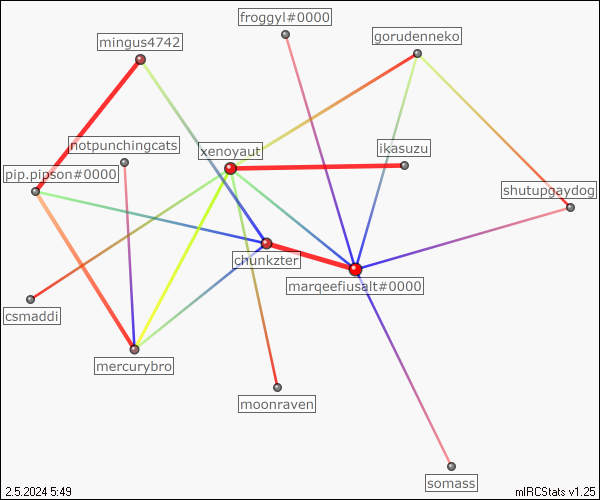 froggyl#0000
gorudenneko
mingus4742
notpunchingcats
xenoyaut
ikasuzu
pip.pipson#0000
shutupgaydog
chunkzter
marqeefiusalt#0000
csmaddi
mercurybro
moonraven
somass
2.5.2024 5:49
mIRCStats v1.25